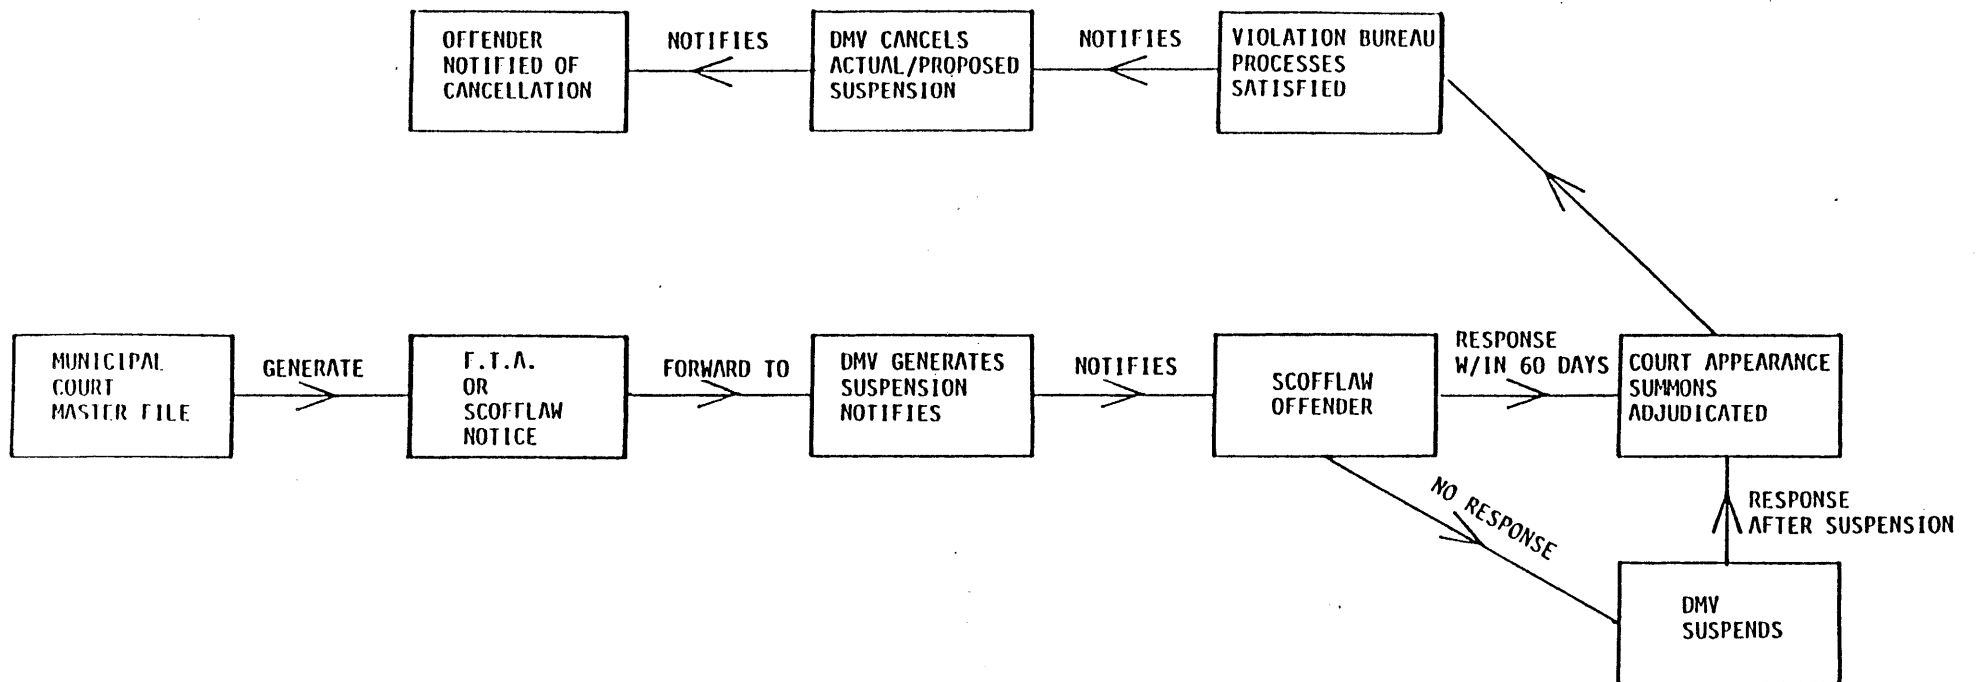 OFFENDER
NOTIFIED OF
CANCELLATION
NOTIFIES
DMV CANCELS
ACTUAL/PROPOSED
SUSPENSION
NOTIFIES
VIOLATION BUREAU
PROCESSES
SATISFIED
MUNICIPAL
COURT
MASTER FILE
GENERATE
F.T.A.
OR
SCOFFLAW
NOTICE
FORWARD TO
DMV GENERATES
SUSPENSION
NOTIFIES
NOTIFIES
SCOFFLAW
OFFENDER
RESPONSE
W/IN 60 DAYS
COURT APPEARANCE
SUMMONS
ADJUDICATED
NO RESPONSE
RESPONSE
AFTER SUSPENSION
DMV
SUSPENDS